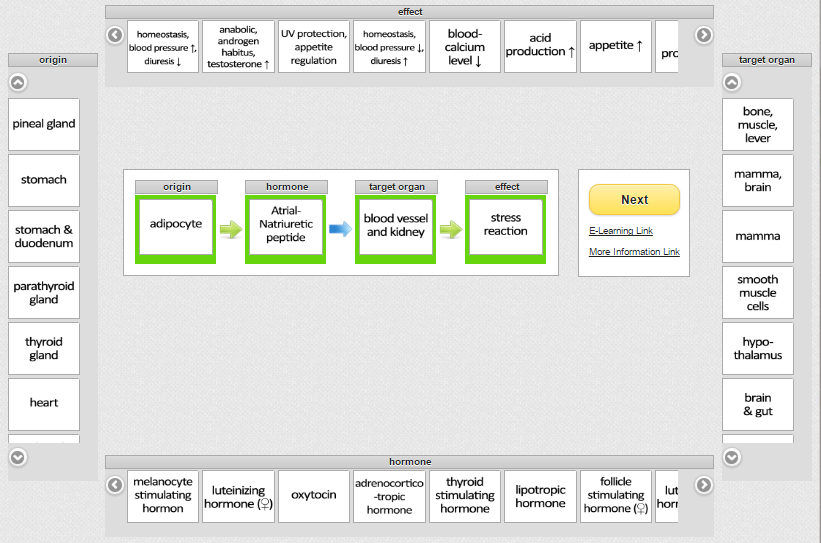 effect
homeostasis,
blood pressure ↑,
diuresis ↓
anabolic,
androgen
habitus,
testosterone ↑
UV protection,
appetite
regulation
homeostasis,
blood pressure ↓,
diuresis ↑
blood-
calcium
level ↓
acid
production ↑
appetite ↑
pro
origin
pineal gland
stomach
stomach &
duodenum
parathyroid
gland
thyroid
gland
heart
origin
adipocyte
hormone
Atrial-
Natriuretic
peptide
target organ
blood vessel
and kidney
effect
stress
reaction
Next
E-Learning Link
More Information Link
target organ
bone,
muscle,
lever
mamma,
brain
mamma
smooth
muscle
cells
hypo-
thalamus
brain
& gut
hormone
melanocyte
stimulating
hormon
luteinizing
hormone (♀)
oxytocin
adrenocortico
-tropic
hormone
thyroid
stimulating
hormone
lipotropic
hormone
follicle
stimulating
hormone (♀)
lut
horr